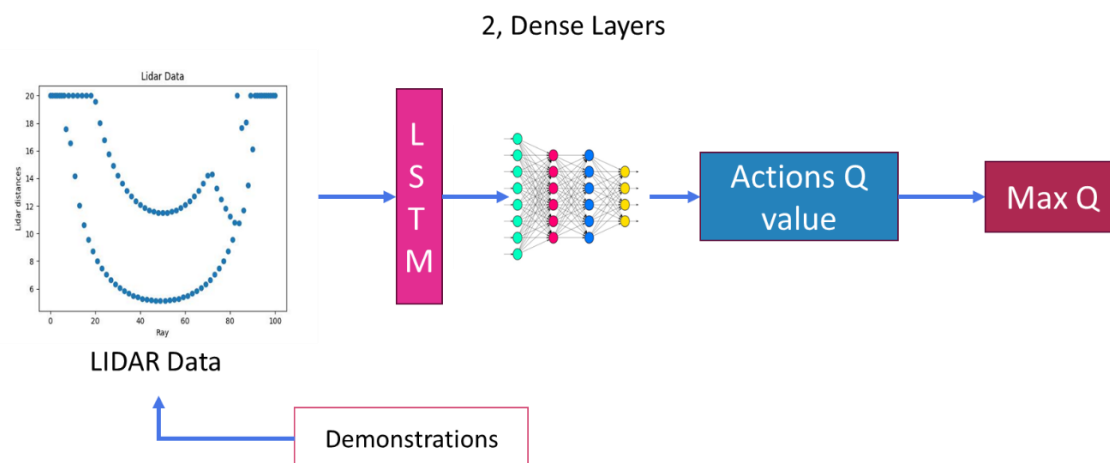 2, Dense Layers
Lidar Data
20
18
16
14
12
10
8
6
Lidar distances
0 20 40 60 80 100
Ray
LIDAR Data
L
S
T
M
Actions Q
value
Max Q
Demonstrations